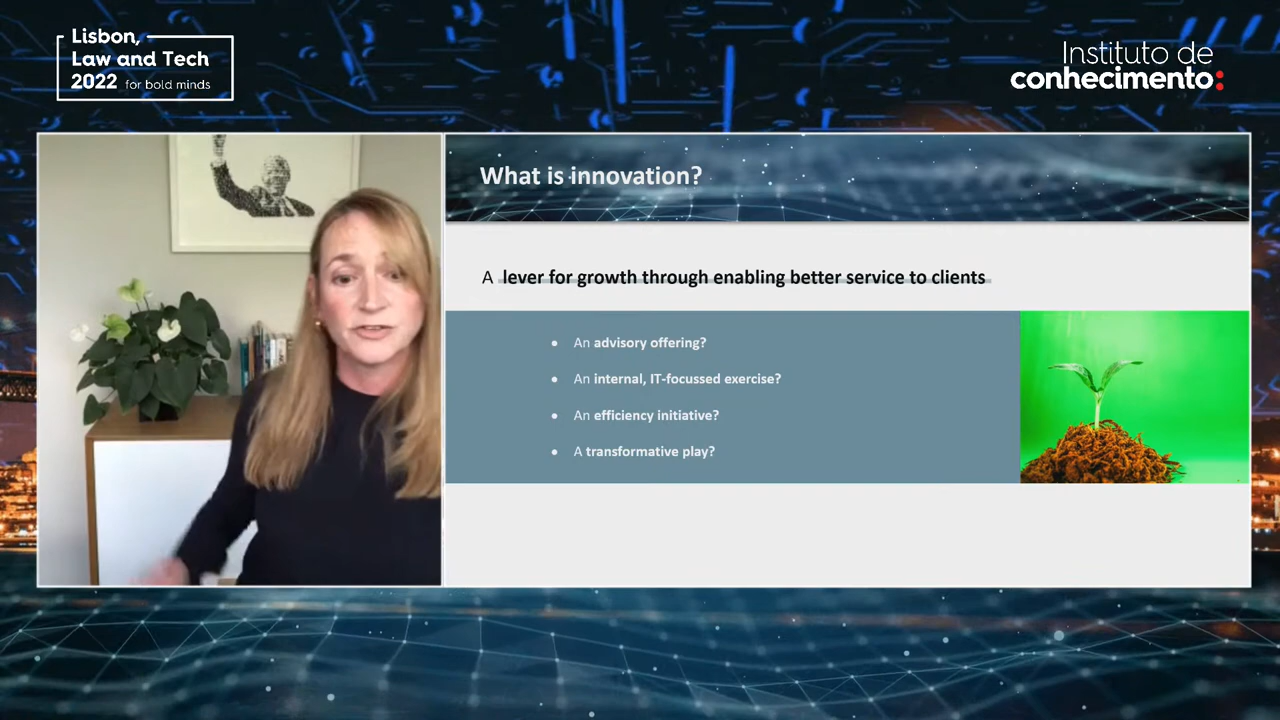 Lisbon,
Law and Tech
2022 for bold minds
Instituto de
conhecimento:
What is innovation?
A lever for growth through enabling better service to clients
● An advisory offering?
● An internal, IT-focussed exercise?
● An efficiency initiative?
● A transformative play?